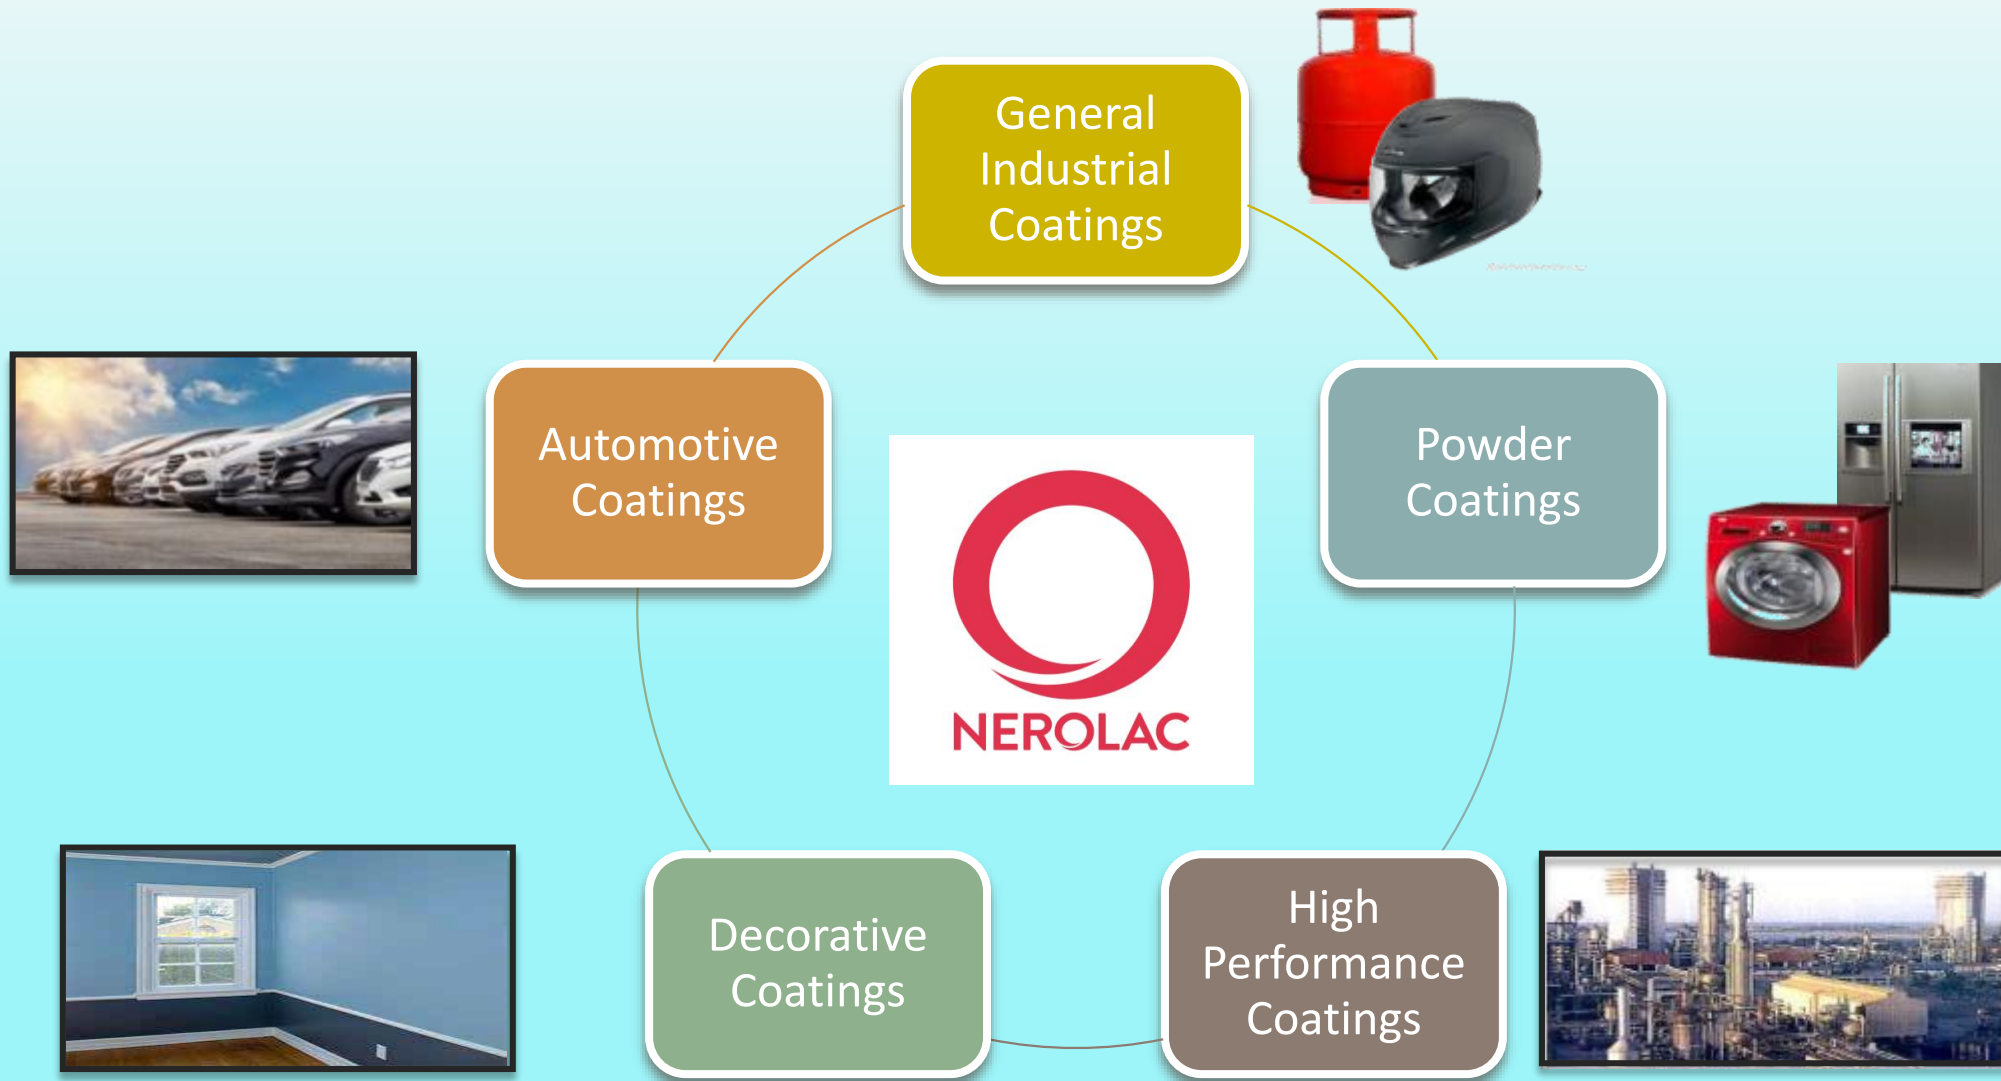 General
Industrial
Coatings
Automotive
Coatings
Powder
Coatings
NEROLAC
Decorative
Coatings
High
Performance
Coatings